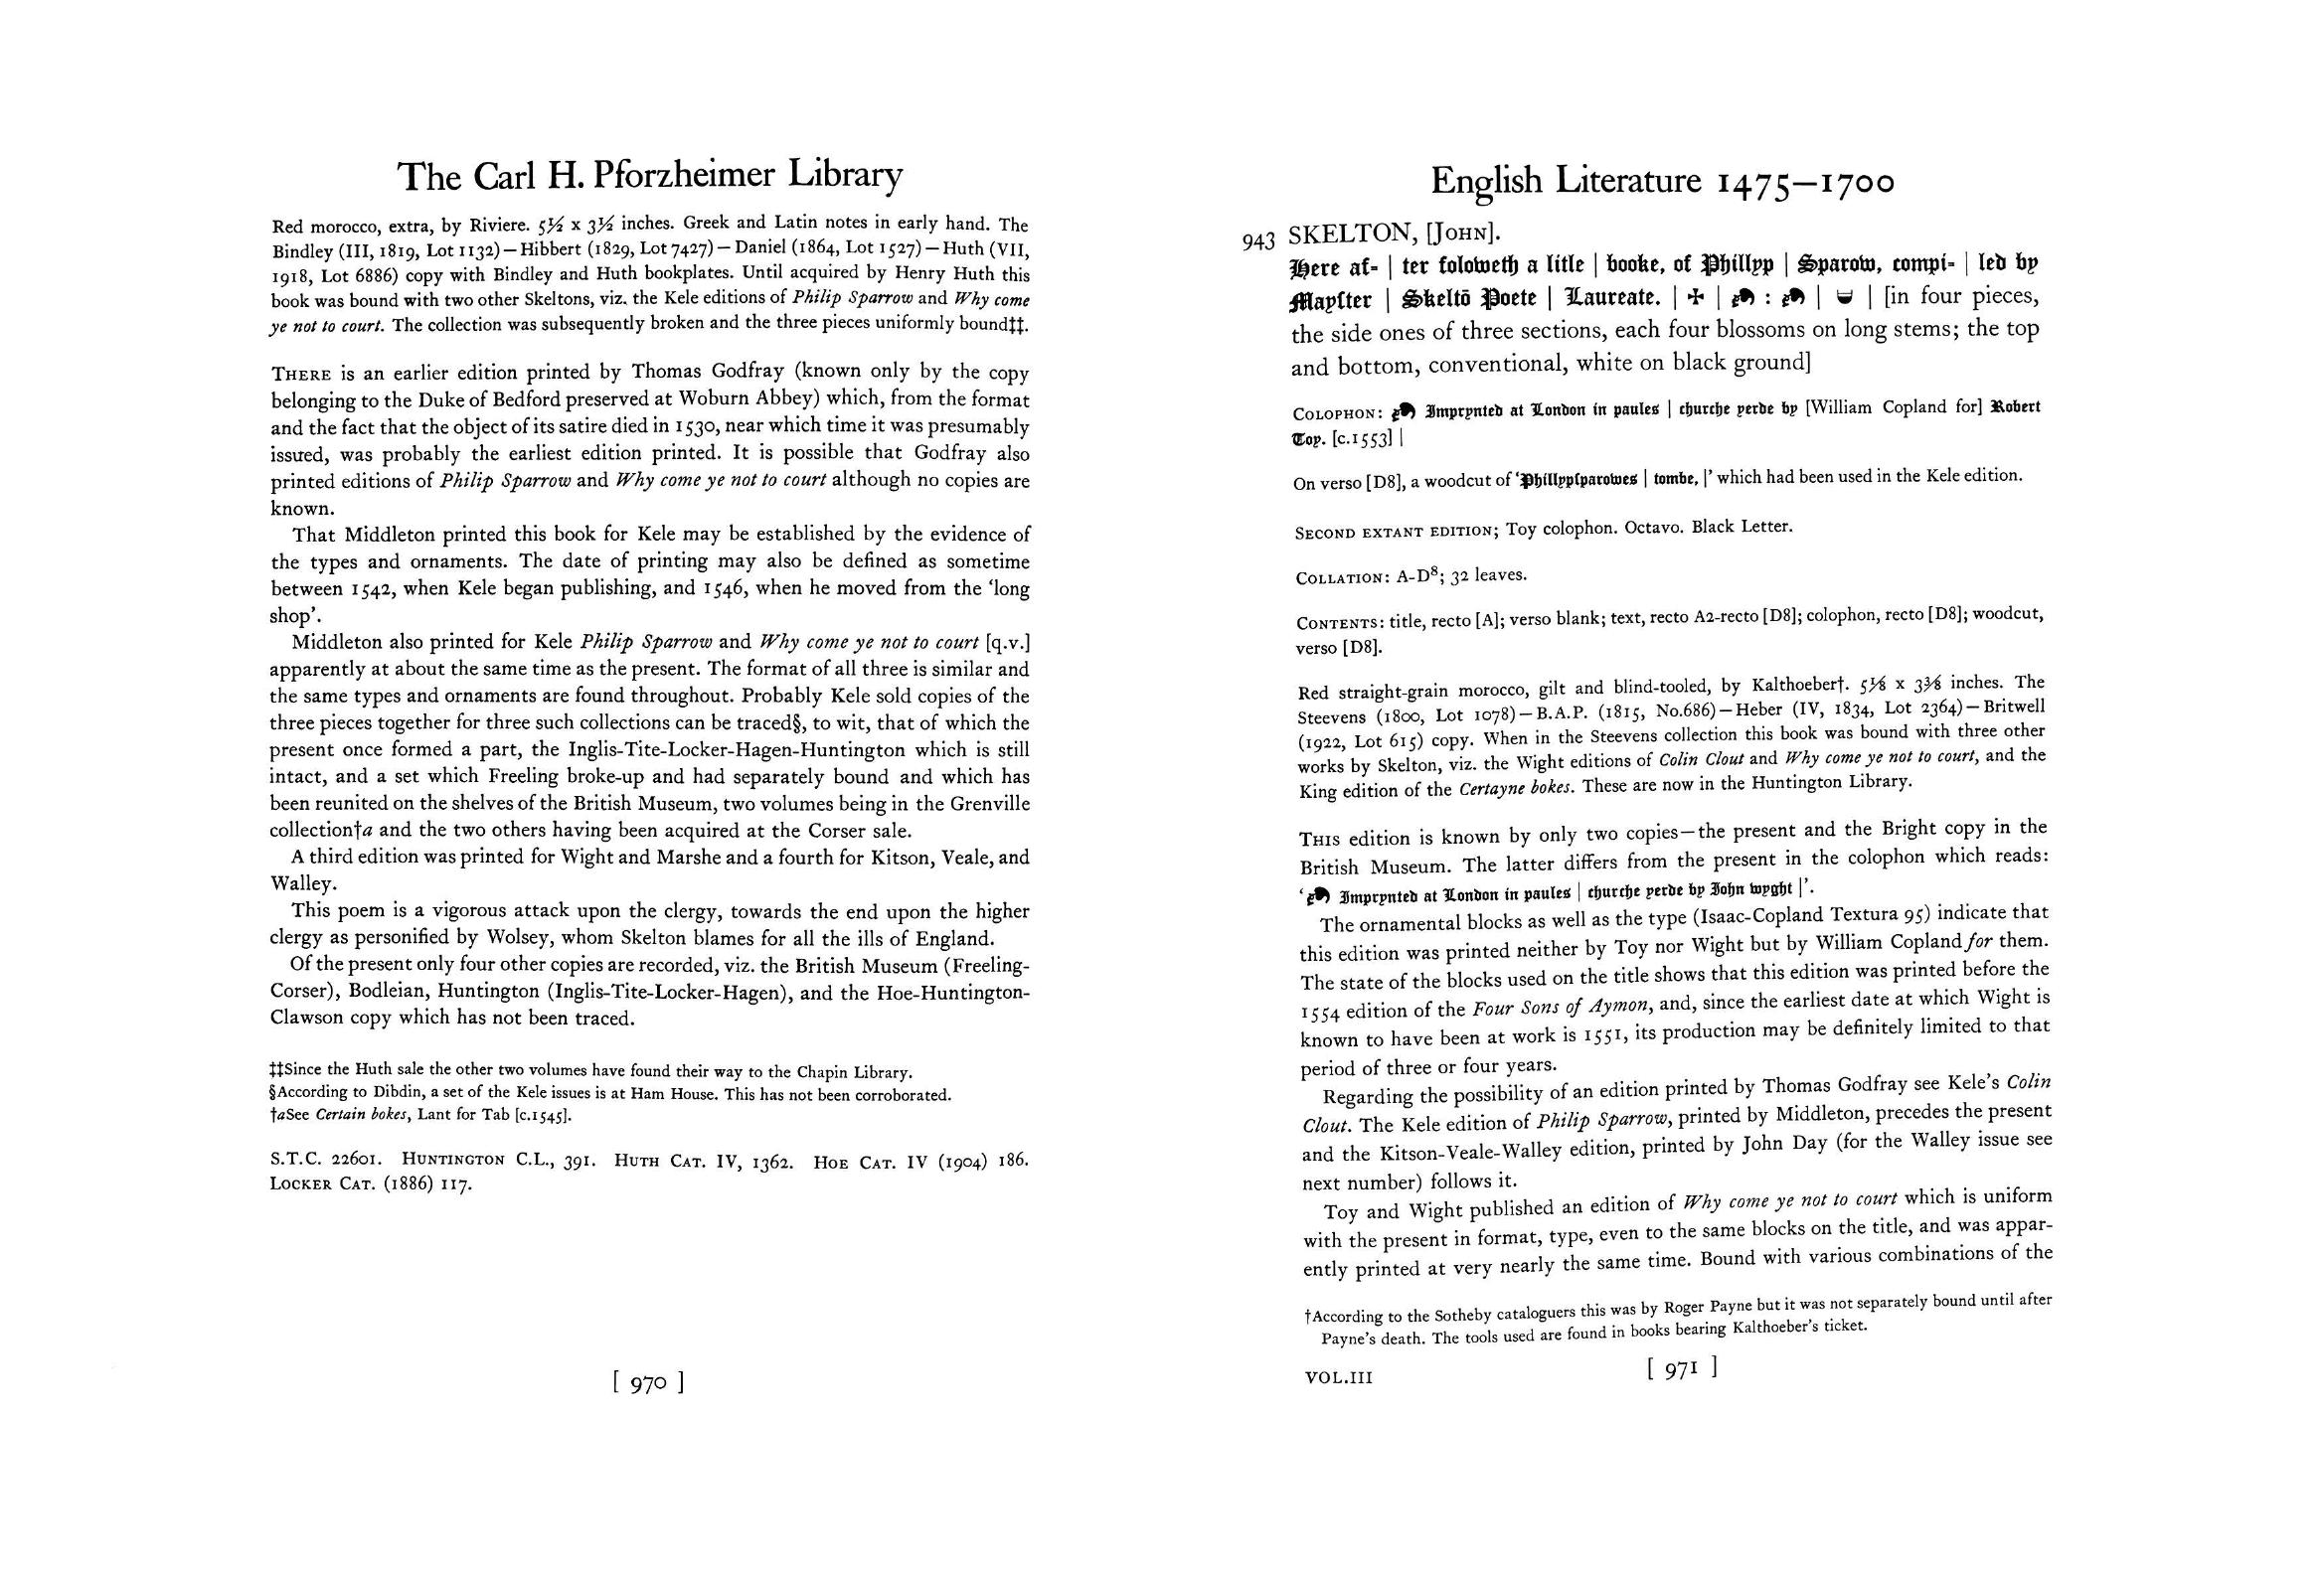 The Carl H. Pforzheimer Library
Red morocco, extra, by Riviere. 5½ x 3½ inches. Greek and Latin notes in early hand. The
Bindley (III, 1819, Lot 1132)—Hibbert (1829, Lot 7427)—Daniel (1864, Lot 1527)—Huth (VII,
1918, Lot 6886) copy with Bindley and Huth bookplates. Until acquired by Henry Huth this
book was bound with two other Skeltons, viz. the Kele editions of Philip Sparrow and Why come
ye not to court. The collection was subsequently broken and the three pieces uniformly bound‡‡.
THERE is an earlier edition printed by Thomas Godfray (known only by the copy
belonging to the Duke of Bedford preserved at Woburn Abbey) which, from the format
and the fact that the object of its satire died in 1530, near which time it was presumably
issued, was probably the earliest edition printed. It is possible that Godfray also
printed editions of Philip Sparrow and Why come ye not to court although no copies are
known.
That Middleton printed this book for Kele may be established by the evidence of
the types and ornaments. The date of printing may also be defined as sometime
between 1542, when Kele began publishing, and 1546, when he moved from the ‘long
shop’.
Middleton also printed for Kele Philip Sparrow and Why come ye not to court [q.v.]
apparently at about the same time as the present. The format of all three is similar and
the same types and ornaments are found throughout. Probably Kele sold copies of the
three pieces together for three such collections can be traced§, to wit, that of which the
present once formed a part, the Inglis-Tite-Locker-Hagen-Huntington which is still
intact, and a set which Freeling broke-up and had separately bound and which has
been reunited on the shelves of the British Museum, two volumes being in the Grenville
collection†a and the two others having been acquired at the Corser sale.
A third edition was printed for Wight and Marshe and a fourth for Kitson, Veale, and
Walley.
This poem is a vigorous attack upon the clergy, towards the end upon the higher
clergy as personified by Wolsey, whom Skelton blames for all the ills of England.
Of the present only four other copies are recorded, viz. the British Museum (Freeling-
Corser), Bodleian, Huntington (Inglis-Tite-Locker-Hagen), and the Hoe-Huntington-
Clawson copy which has not been traced.
‡‡Since the Huth sale the other two volumes have found their way to the Chapin Library.
§According to Dibdin, a set of the Kele issues is at Ham House. This has not been corroborated.
†aSee Certain bokes, Lant for Tab [c.1545].
S.T.C. 22601. HUNTINGTON C.L., 391. HUTH CAT. IV, 1362. HOE CAT. IV (1904) 186.
LOCKER CAT. (1886) 117.
[ 970 ]
English Literature 1475–1700
943 SKELTON, [JOHN].
Here af- | ter foloweth a litle | booke, of Phillyp | Sparow, compi- | led by
Mayſter | Skeltō Poete | Laureate. | ✢ | ❧ : ❧ | | [in four pieces,
the side ones of three sections, each four blossoms on long stems; the top
and bottom, conventional, white on black ground]
COLOPHON: ❧ Imprynted at London in paules | churche yerde by [William Copland for] Robert
Toy. [c.1553] |
On verso [D8], a woodcut of ‘Phillypſparowes | tombe, |’ which had been used in the Kele edition.
SECOND EXTANT EDITION; Toy colophon. Octavo. Black Letter.
COLLATION: A-D⁸; 32 leaves.
CONTENTS: title, recto [A]; verso blank; text, recto A2-recto [D8]; colophon, recto [D8]; woodcut,
verso [D8].
Red straight-grain morocco, gilt and blind-tooled, by Kalthoeber†. 5⅛ x 3⅜ inches. The
Steevens (1800, Lot 1078)—B.A.P. (1815, No.686)—Heber (IV, 1834, Lot 2364)—Britwell
(1922, Lot 615) copy. When in the Steevens collection this book was bound with three other
works by Skelton, viz. the Wight editions of Colin Clout and Why come ye not to court, and the
King edition of the Certayne bokes. These are now in the Huntington Library.
THIS edition is known by only two copies—the present and the Bright copy in the
British Museum. The latter differs from the present in the colophon which reads:
‘❧ Imprynted at London in paules | churche yerde by John wyght |’.
The ornamental blocks as well as the type (Isaac-Copland Textura 95) indicate that
this edition was printed neither by Toy nor Wight but by William Copland for them.
The state of the blocks used on the title shows that this edition was printed before the
1554 edition of the Four Sons of Aymon, and, since the earliest date at which Wight is
known to have been at work is 1551, its production may be definitely limited to that
period of three or four years.
Regarding the possibility of an edition printed by Thomas Godfray see Kele’s Colin
Clout. The Kele edition of Philip Sparrow, printed by Middleton, precedes the present
and the Kitson-Veale-Walley edition, printed by John Day (for the Walley issue see
next number) follows it.
Toy and Wight published an edition of Why come ye not to court which is uniform
with the present in format, type, even to the same blocks on the title, and was appar-
ently printed at very nearly the same time. Bound with various combinations of the
†According to the Sotheby cataloguers this was by Roger Payne but it was not separately bound until after
Payne’s death. The tools used are found in books bearing Kalthoeber’s ticket.
VOL.III
[ 971 ]